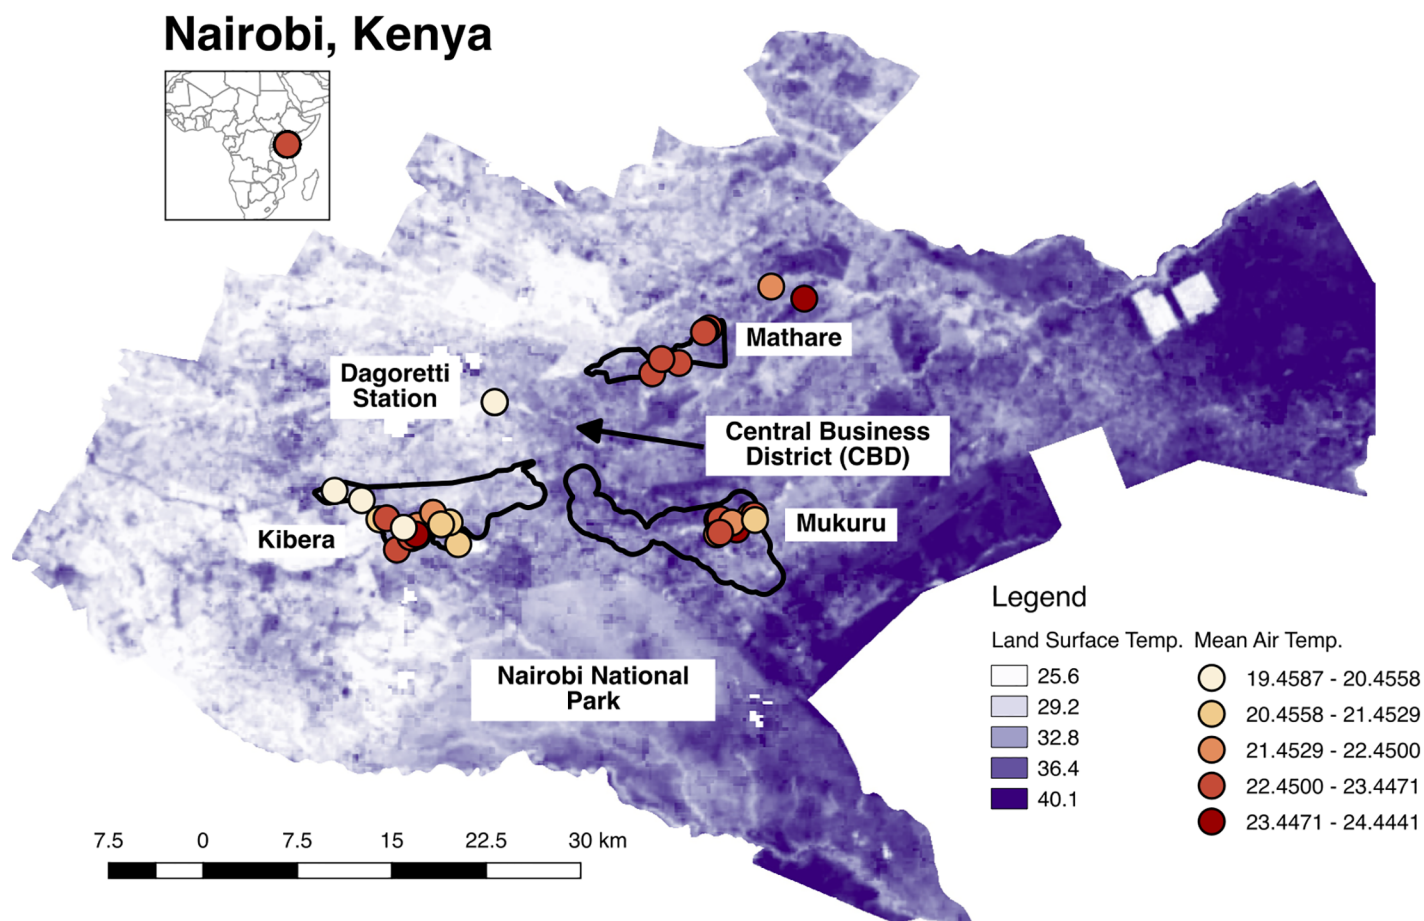 Nairobi, Kenya
Mathare
Dagoretti
Station
Central Business
District (CBD)
Kibera
Mukuru
Nairobi National
Park
Legend
Land Surface Temp.
25.6
29.2
32.8
36.4
40.1
Mean Air Temp.
19.4587 - 20.4558
20.4558 - 21.4529
21.4529 - 22.4500
22.4500 - 23.4471
23.4471 - 24.4441
7.5 0 7.5 15 22.5 30 km